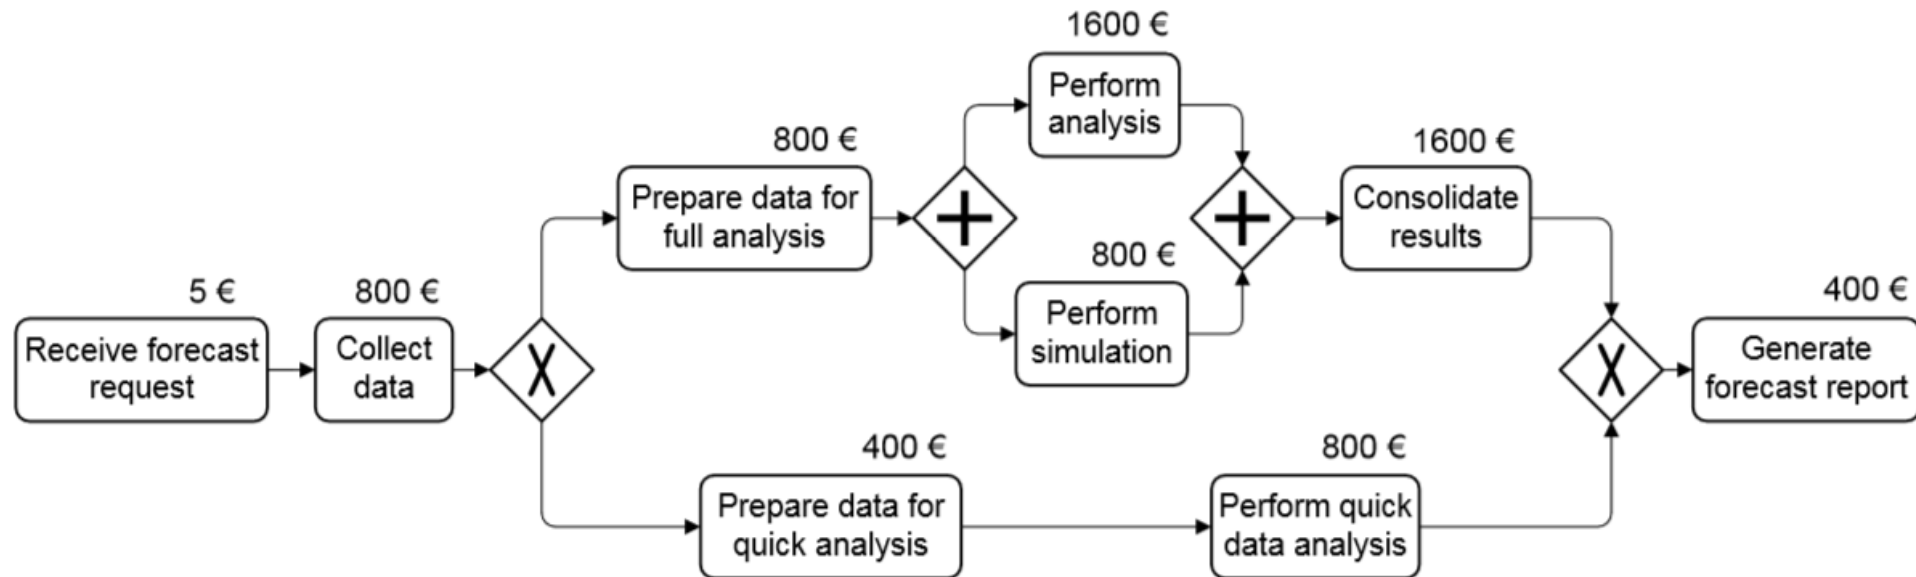 1600 €
Perform
analysis
800 €
Prepare data for
full analysis
1600 €
Consolidate
results
800 €
Perform
simulation
5 €
Receive forecast
request
800 €
Collect
data
X
X
400 €
Generate
forecast report
400 €
Prepare data for
quick analysis
800 €
Perform quick
data analysis